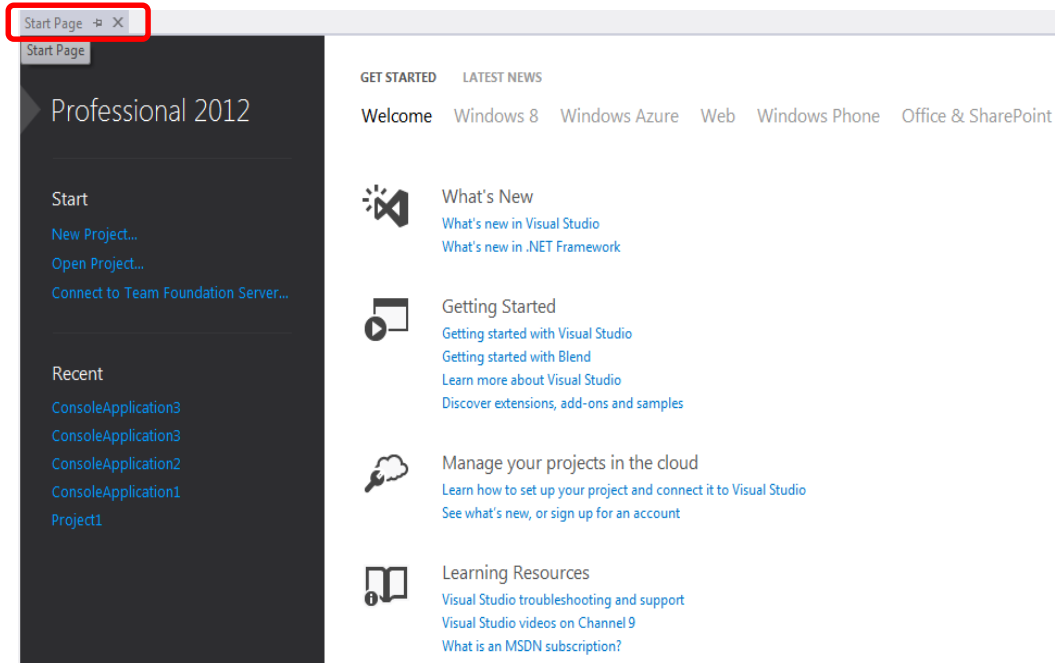 Start Page
Start Page
Professional 2012
Start
New Project...
Open Project...
Connect to Team Foundation Server...
Recent
ConsoleApplication3
ConsoleApplication3
ConsoleApplication2
ConsoleApplication1
Project1
GET STARTED LATEST NEWS
Welcome Windows 8 Windows Azure Web Windows Phone Office & SharePoint
What's New
What's new in Visual Studio
What's new in .NET Framework
Getting Started
Getting started with Visual Studio
Getting started with Blend
Learn more about Visual Studio
Discover extensions, add-ons and samples
Manage your projects in the cloud
Learn how to set up your project and connect it to Visual Studio
See what's new, or sign up for an account
Learning Resources
Visual Studio troubleshooting and support
Visual Studio videos on Channel 9
What is an MSDN subscription?